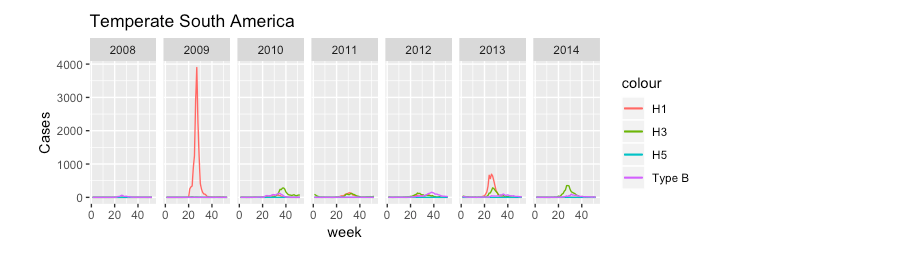 Temperate South America
2008 2009 2010 2011 2012 2013 2014
4000
3000
2000
1000
0
Cases
0 20 40 0 20 40 0 20 40 0 20 40 0 20 40 0 20 40 0 20 40
week
colour
H1
H3
H5
Type B